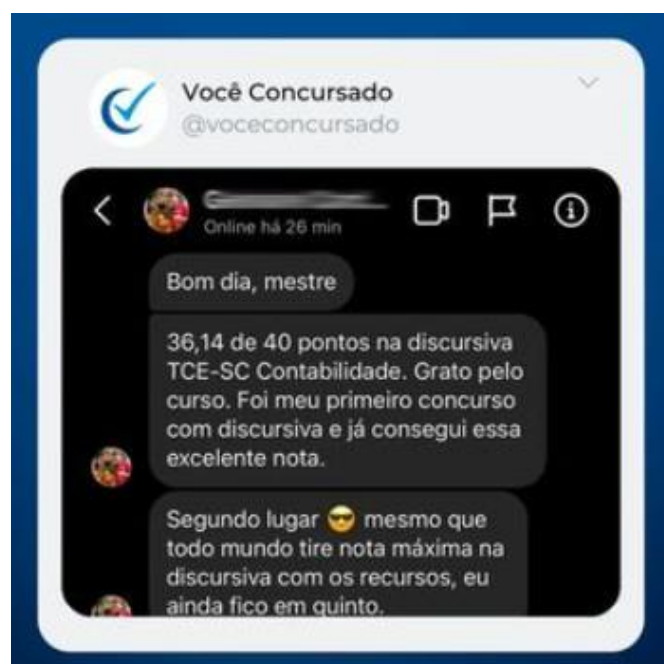 Você Concursado
@voceconcursado
Online há 26 min
Bom dia, mestre
36,14 de 40 pontos na discursiva
TCE-SC Contabilidade. Grato pelo
curso. Foi meu primeiro concurso
com discursiva e já consegui essa
excelente nota.
Segundo lugar 😎 mesmo que
todo mundo tire nota máxima na
discursiva com os recursos, eu
ainda fico em quinto.